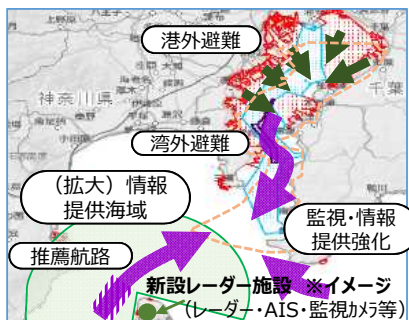 港外避難
神奈川県
千葉
湾外避難
（拡大）情報
提供海域
監視・情報
提供強化
推薦航路
新設レーダー施設 ※イメージ
（レーダー・AIS・監視カメラ等）